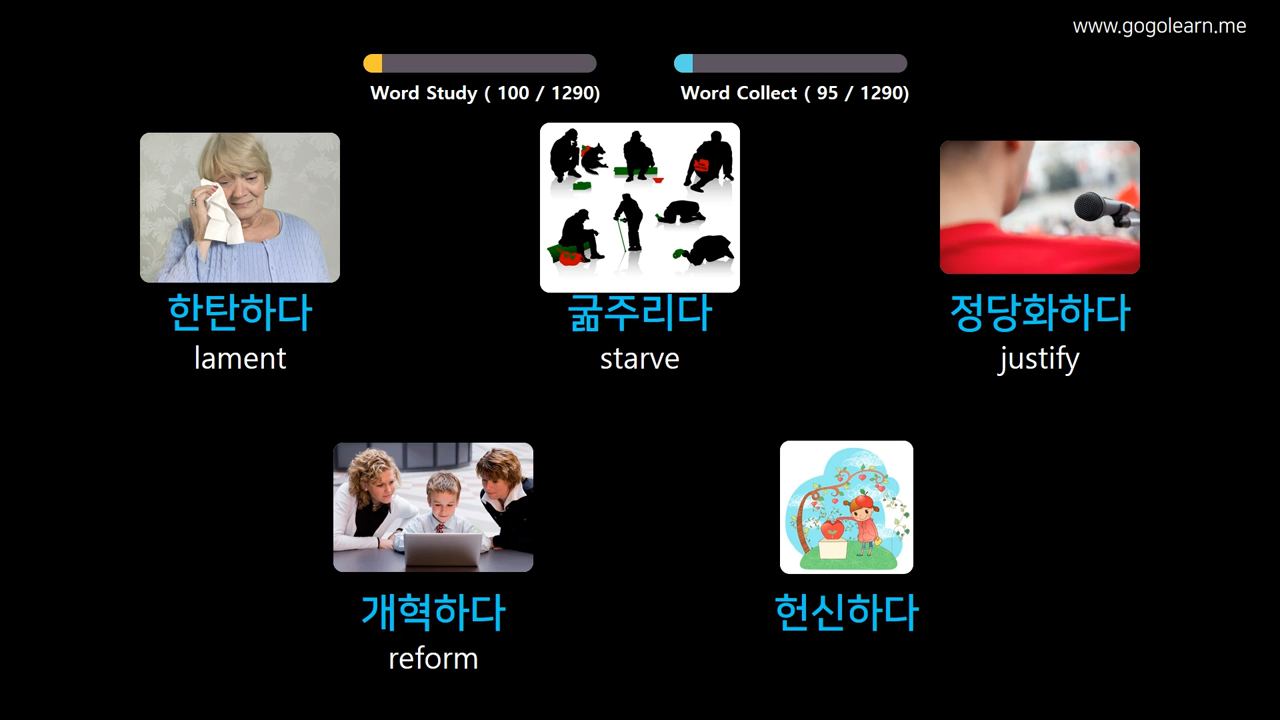 www.gogolearn.me
Word Study ( 100 / 1290)
Word Collect ( 95 / 1290)
한탄하다
lament
굶주리다
starve
정당화하다
justify
개혁하다
reform
헌신하다